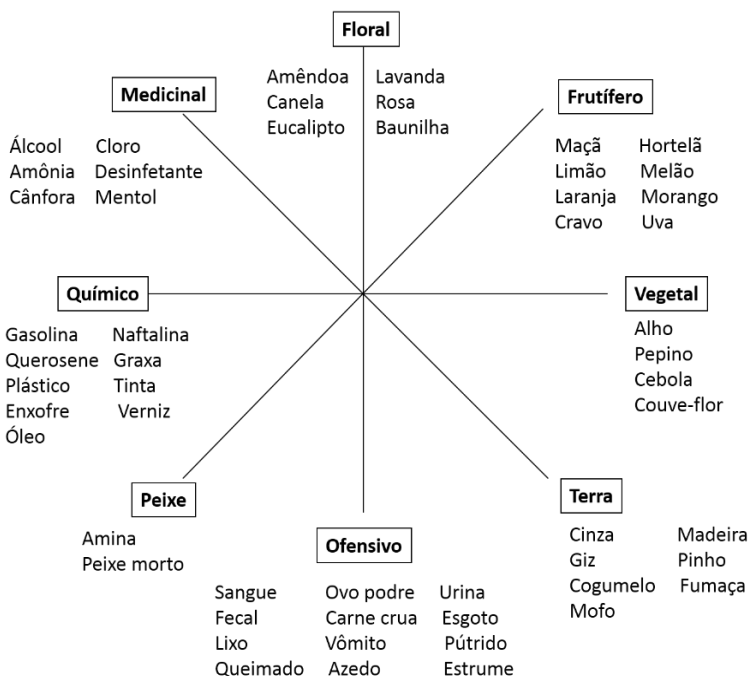 Floral
Amêndoa Lavanda
Canela Rosa
Eucalipto Baunilha
Medicinal
Álcool Cloro
Amônia Desinfetante
Cânfora Mentol
Frutífero
Maçã Hortelã
Limão Melão
Laranja Morango
Cravo Uva
Químico
Gasolina Naftalina
Querosene Graxa
Plástico Tinta
Enxofre Verniz
Óleo
Vegetal
Alho
Pepino
Cebola
Couve-flor
Peixe
Amina
Peixe morto
Ofensivo
Sangue Ovo podre Urina
Fecal Carne crua Esgoto
Lixo Vômito Pútrido
Queimado Azedo Estrume
Terra
Cinza Madeira
Giz Pinho
Cogumelo Fumaça
Mofo